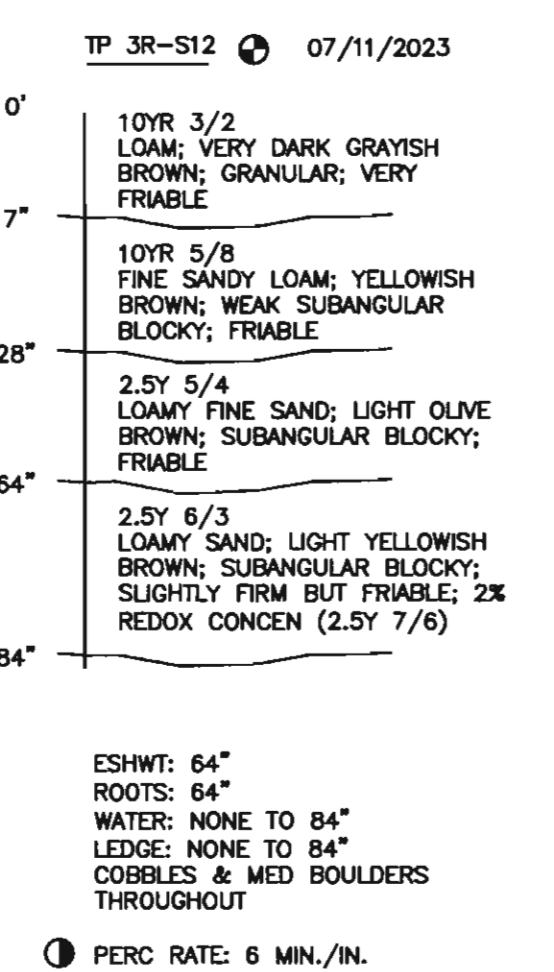 TP 3R-S12 07/11/2023
0'
10YR 3/2
LOAM; VERY DARK GRAYISH
BROWN; GRANULAR; VERY
FRIABLE
7"
10YR 5/8
FINE SANDY LOAM; YELLOWISH
BROWN; WEAK SUBANGULAR
BLOCKY; FRIABLE
28"
2.5Y 5/4
LOAMY FINE SAND; LIGHT OLIVE
BROWN; SUBANGULAR BLOCKY;
FRIABLE
64"
2.5Y 6/3
LOAMY SAND; LIGHT YELLOWISH
BROWN; SUBANGULAR BLOCKY;
SLIGHTLY FIRM BUT FRIABLE; 2%
REDOX CONCEN (2.5Y 7/6)
84"
ESHWT: 64"
ROOTS: 64"
WATER: NONE TO 84"
LEDGE: NONE TO 84"
COBBLES & MED BOULDERS
THROUGHOUT
PERC RATE: 6 MIN./IN.